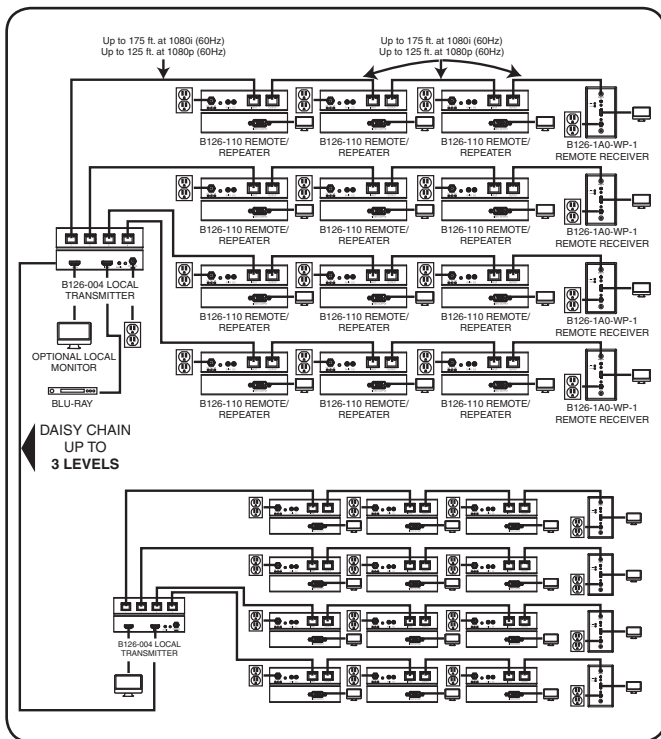 Up to 175 ft. at 1080i (60Hz)
Up to 125 ft. at 1080p (60Hz)
Up to 175 ft. at 1080i (60Hz)
Up to 125 ft. at 1080p (60Hz)
B126-110 REMOTE/
REPEATER
B126-110 REMOTE/
REPEATER
B126-110 REMOTE/
REPEATER
B126-1A0-WP-1
REMOTE RECEIVER
B126-110 REMOTE/
REPEATER
B126-110 REMOTE/
REPEATER
B126-110 REMOTE/
REPEATER
B126-1A0-WP-1
REMOTE RECEIVER
B126-004 LOCAL
TRANSMITTER
B126-110 REMOTE/
REPEATER
B126-110 REMOTE/
REPEATER
B126-110 REMOTE/
REPEATER
B126-1A0-WP-1
REMOTE RECEIVER
OPTIONAL LOCAL
MONITOR
BLU-RAY
B126-110 REMOTE/
REPEATER
B126-110 REMOTE/
REPEATER
B126-110 REMOTE/
REPEATER
B126-1A0-WP-1
REMOTE RECEIVER
DAISY CHAIN
UP TO
3 LEVELS
B126-004 LOCAL
TRANSMITTER